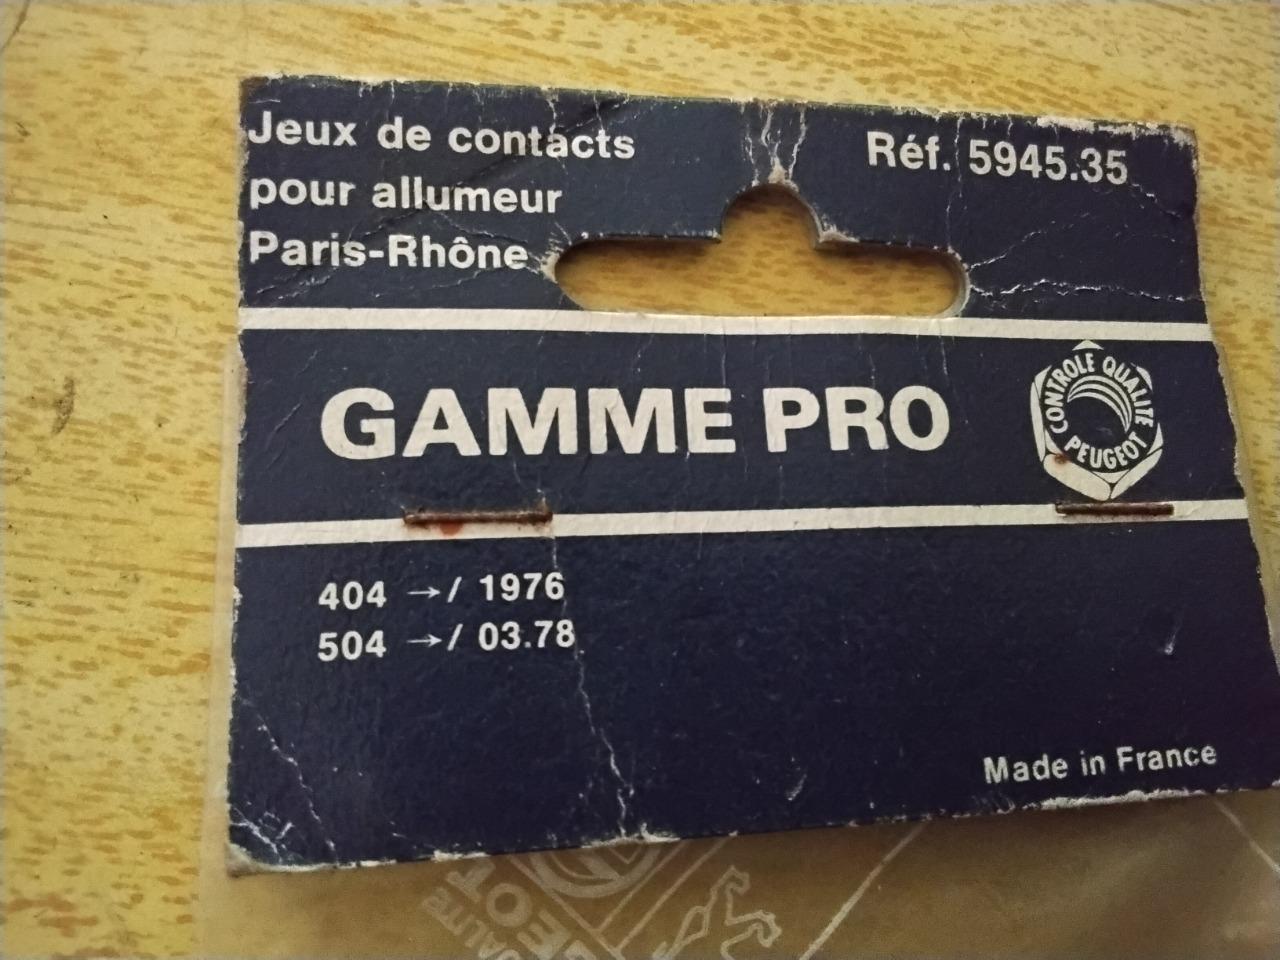 Jeux de contacts
pour allumeur
Paris-Rhône
Réf. 5945.35
GAMME PRO
CONTROLE QUALITE
PEUGEOT
404 →/ 1976
504 →/ 03.78
Made in France